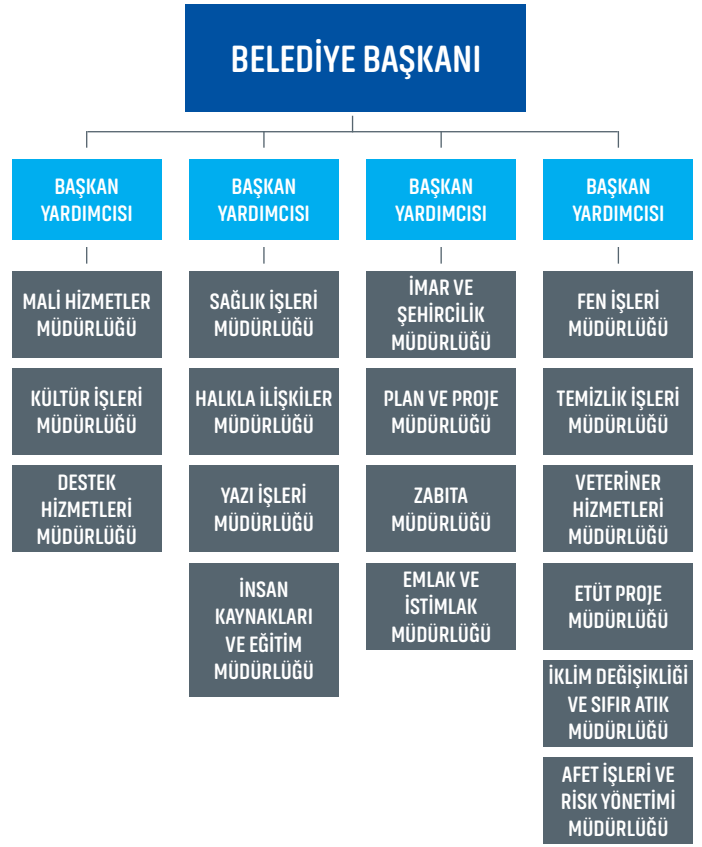 BELEDİYE BAŞKANI
BAŞKAN
YARDIMCISI
MALİ HİZMETLER
MÜDÜRLÜĞÜ
KÜLTÜR İŞLERİ
MÜDÜRLÜĞÜ
DESTEK
HİZMETLERİ
MÜDÜRLÜĞÜ
BAŞKAN
YARDIMCISI
SAĞLIK İŞLERİ
MÜDÜRLÜĞÜ
HALKLA İLİŞKİLER
MÜDÜRLÜĞÜ
YAZI İŞLERİ
MÜDÜRLÜĞÜ
İNSAN
KAYNAKLARI
VE EĞİTİM
MÜDÜRLÜĞÜ
BAŞKAN
YARDIMCISI
İMAR VE
ŞEHİRCİLİK
MÜDÜRLÜĞÜ
PLAN VE PROJE
MÜDÜRLÜĞÜ
ZABITA
MÜDÜRLÜĞÜ
EMLAK VE
İSTİMLAK
MÜDÜRLÜĞÜ
BAŞKAN
YARDIMCISI
FEN İŞLERİ
MÜDÜRLÜĞÜ
TEMİZLİK İŞLERİ
MÜDÜRLÜĞÜ
VETERİNER
HİZMETLERİ
MÜDÜRLÜĞÜ
ETÜT PROJE
MÜDÜRLÜĞÜ
İKLİM DEĞİŞİKLİĞİ
VE SIFIR ATIK
MÜDÜRLÜĞÜ
AFET İŞLERİ VE
RİSK YÖNETİMİ
MÜDÜRLÜĞÜ